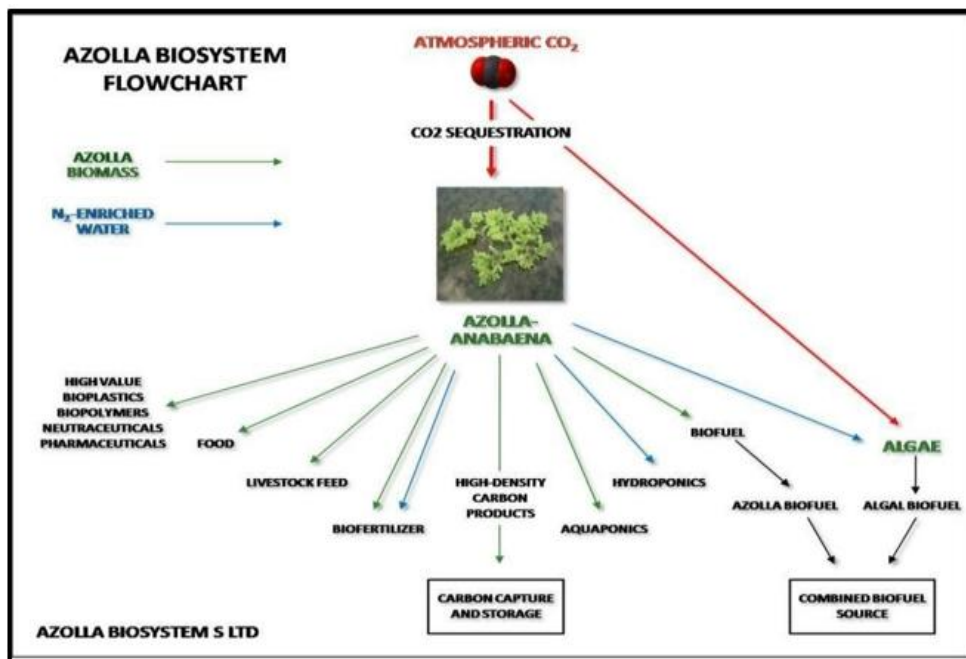 AZOLLA BIOSYSTEM
FLOWCHART
ATMOSPHERIC CO₂
CO2 SEQUESTRATION
AZOLLA
BIOMASS
N₂-ENRICHED
WATER
AZOLLA-
ANABAENA
HIGH VALUE
BIOPLASTICS
BIOPOLYMERS
NEUTRACEUTICALS
PHARMACEUTICALS
FOOD
LIVESTOCK FEED
BIOFERTILIZER
HIGH-DENSITY
CARBON
PRODUCTS
AQUAPONICS
HYDROPONICS
BIOFUEL
ALGAE
AZOLLA BIOFUEL
ALGAL BIOFUEL
CARBON CAPTURE
AND STORAGE
COMBINED BIOFUEL
SOURCE
AZOLLA BIOSYSTEM S LTD